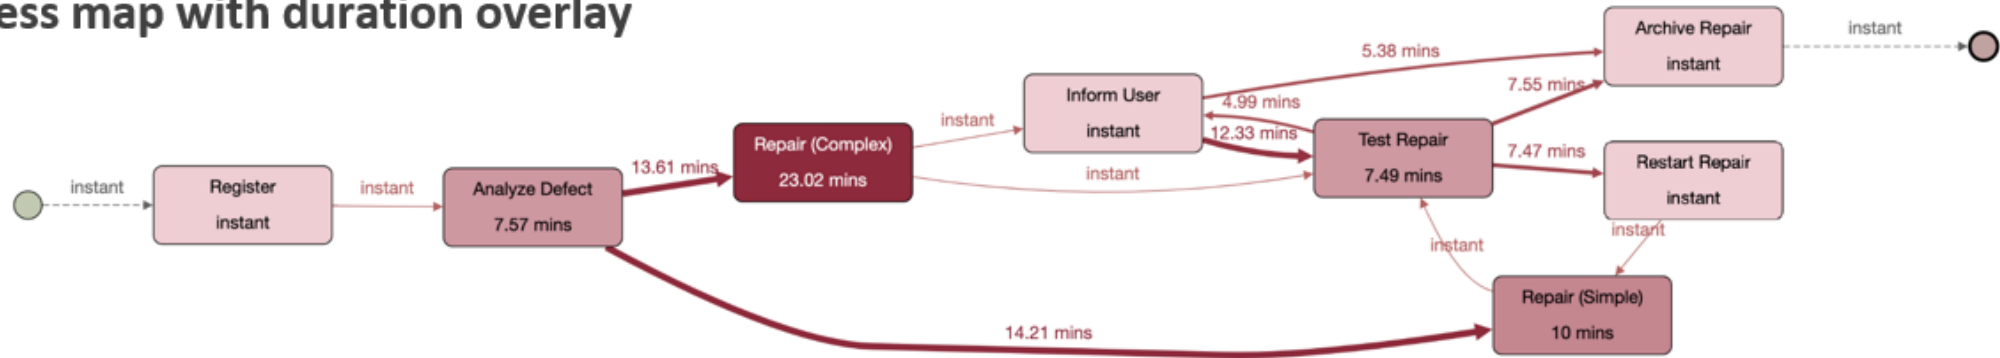 ess map with duration overlay
instant
Register
instant
instant
Analyze Defect
7.57 mins
13.61 mins
14.21 mins
Repair (Complex)
23.02 mins
instant
instant
Inform User
instant
5.38 mins
4.99 mins
12.33 mins
Test Repair
7.49 mins
7.55 mins
7.47 mins
Archive Repair
instant
instant
Restart Repair
instant
instant
Repair (Simple)
10 mins
instant